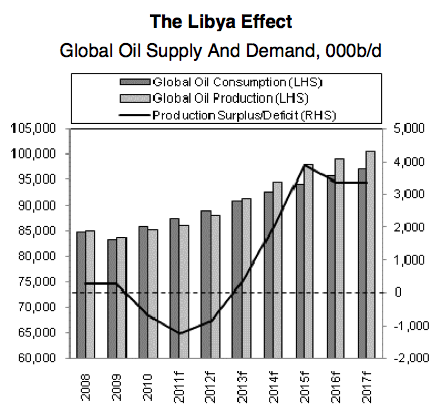 The Libya Effect
Global Oil Supply And Demand, 000b/d
Global Oil Consumption (LHS)
Global Oil Production (LHS)
Production Surplus/Deficit (RHS)
105,000 5,000
100,000 4,000
95,000 3,000
90,000 2,000
85,000
80,000 1,000
75,000 0
70,000
65,000 -1,000
60,000 -2,000
2008 2009 2010 2011f 2012f 2013f 2014f 2015f 2016f 2017f